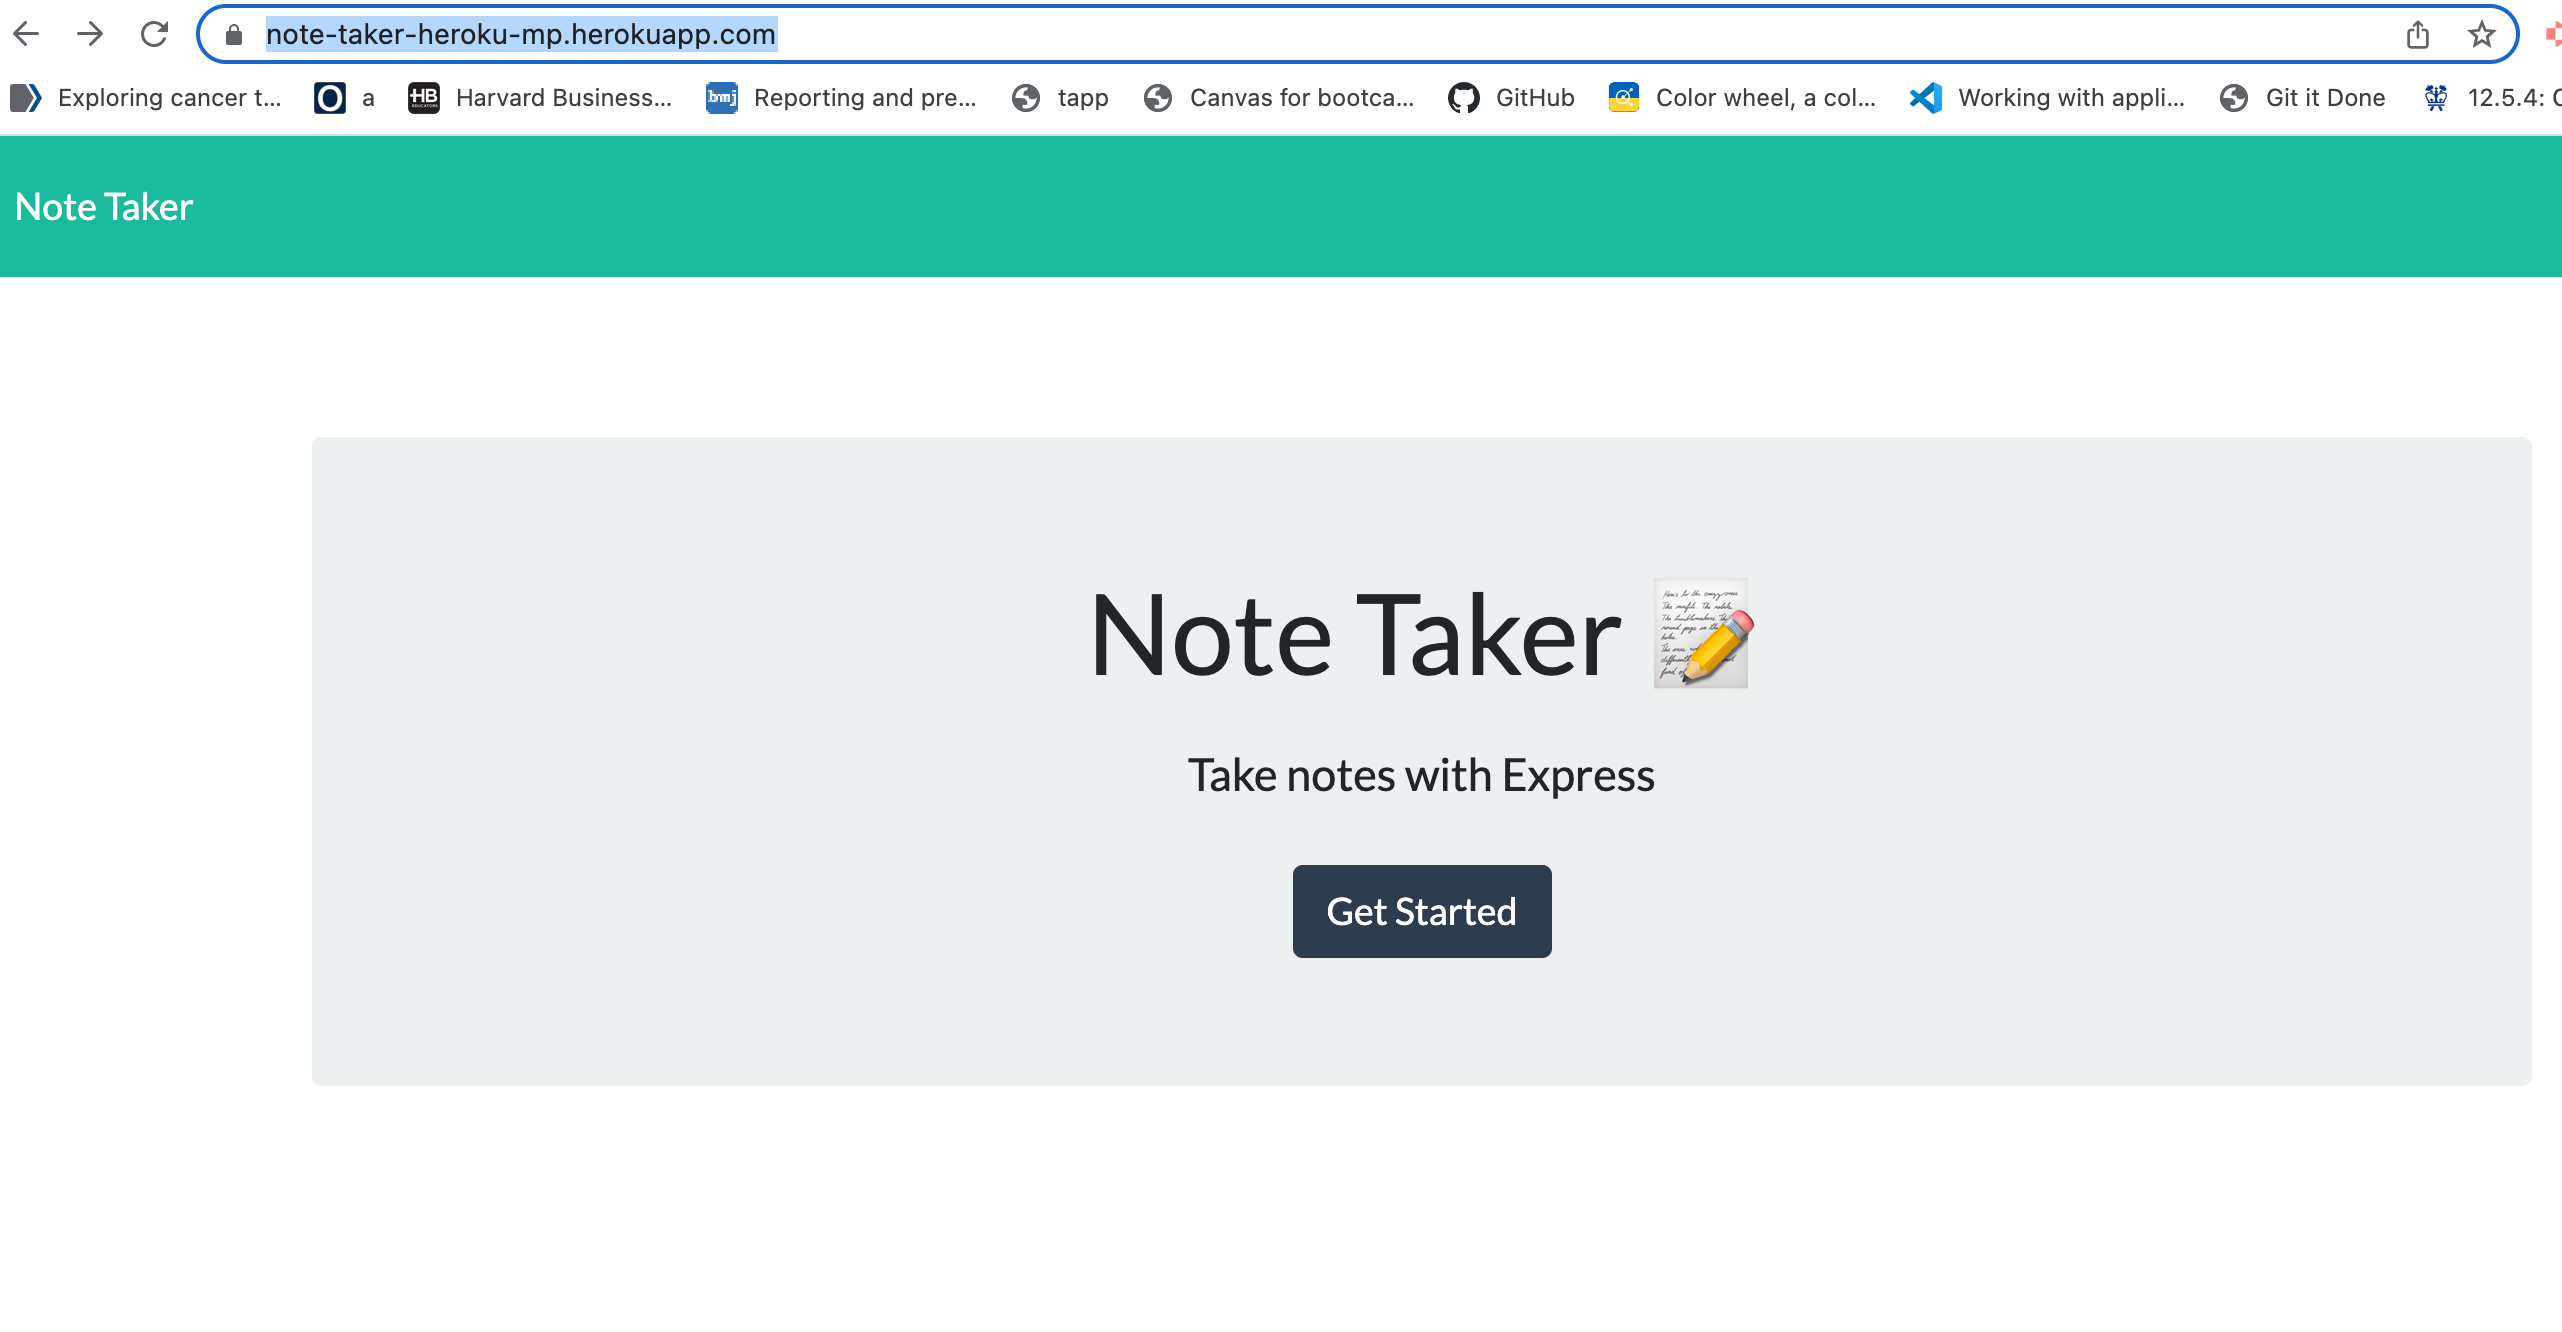 note-taker-heroku-mp.herokuapp.com
Exploring cancer t... a HB Harvard Business... bmj Reporting and pre... tapp Canvas for bootca... GitHub Color wheel, a col... Working with appli... Git it Done 12.5.4:
Note Taker
Note Taker
Take notes with Express
Get Started